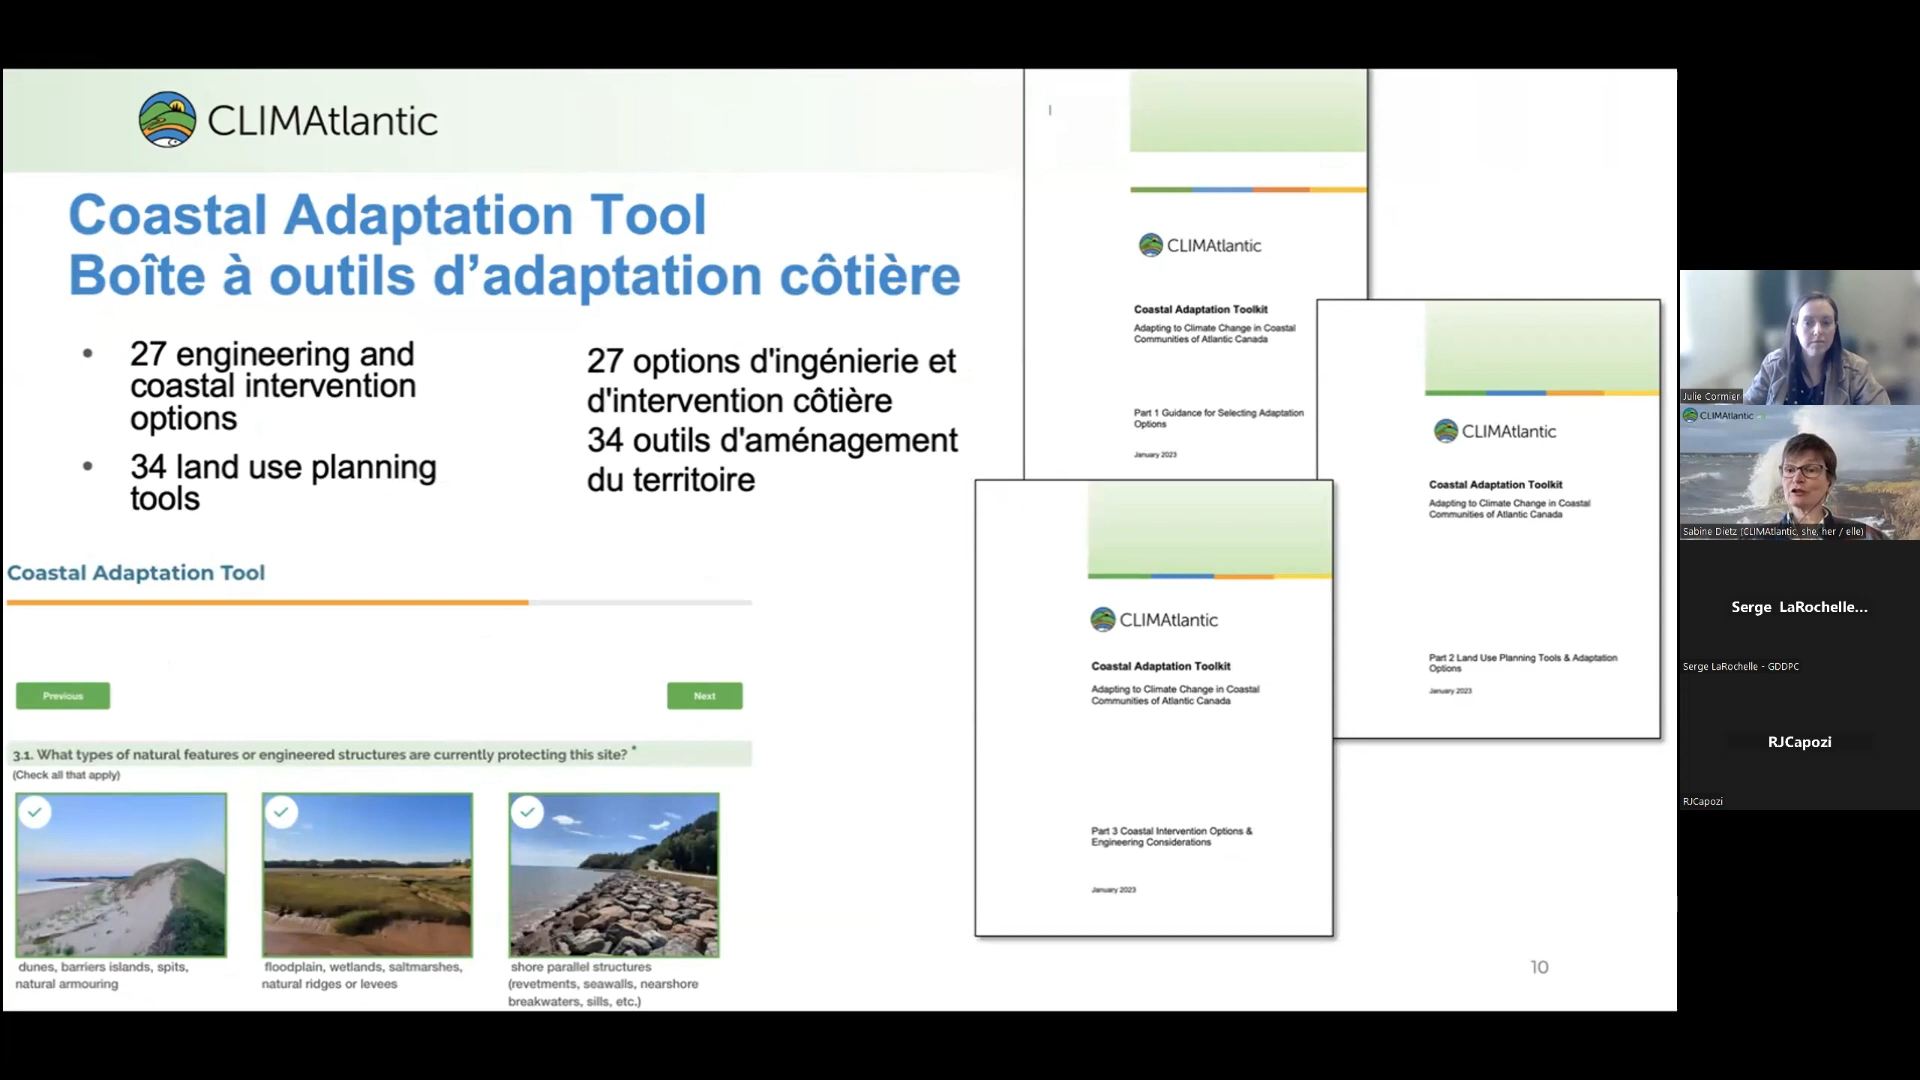 CLIMAtlantic
Coastal Adaptation Tool
Boîte à outils d’adaptation côtière
• 27 engineering and
coastal intervention
options
• 34 land use planning
tools
27 options d'ingénierie et
d'intervention côtière
34 outils d'aménagement
du territoire
Coastal Adaptation Tool
Previous
Next
3.1. What types of natural features or engineered structures are currently protecting this site? *
(Check all that apply)
dunes, barriers islands, spits,
natural armouring
floodplain, wetlands, saltmarshes,
natural ridges or levees
shore parallel structures
(revetments, seawalls, nearshore
breakwaters, sills, etc.)
CLIMAtlantic
Coastal Adaptation Toolkit
Adapting to Climate Change in Coastal
Communities of Atlantic Canada
Part 1 Guidance for Selecting Adaptation
Options
January 2023
CLIMAtlantic
Coastal Adaptation Toolkit
Adapting to Climate Change in Coastal
Communities of Atlantic Canada
Part 2 Land Use Planning Tools & Adaptation
Options
January 2023
CLIMAtlantic
Coastal Adaptation Toolkit
Adapting to Climate Change in Coastal
Communities of Atlantic Canada
Part 3 Coastal Intervention Options &
Engineering Considerations
January 2023
10
Julie Cormier
CLIMAtlantic
Sabine Dietz (CLIMAtlantic, she, her / elle)
Serge LaRochelle...
Serge LaRochelle - GDDPC
RJCapozi
RJCapozi